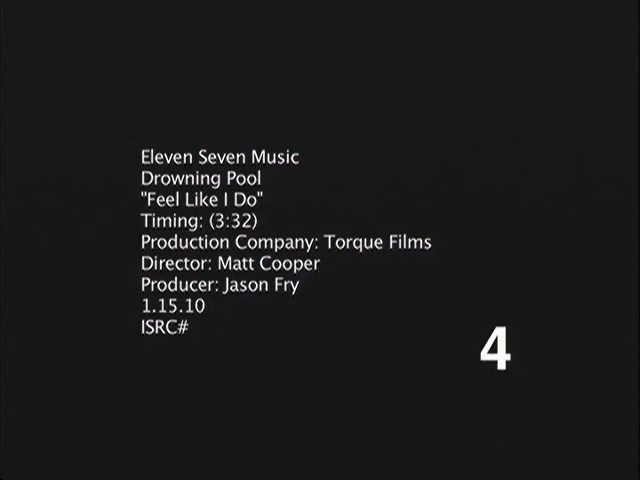 Eleven Seven Music
Drowning Pool
"Feel Like I Do"
Timing: (3:32)
Production Company: Torque Films
Director: Matt Cooper
Producer: Jason Fry
1.15.10
ISRC#
4